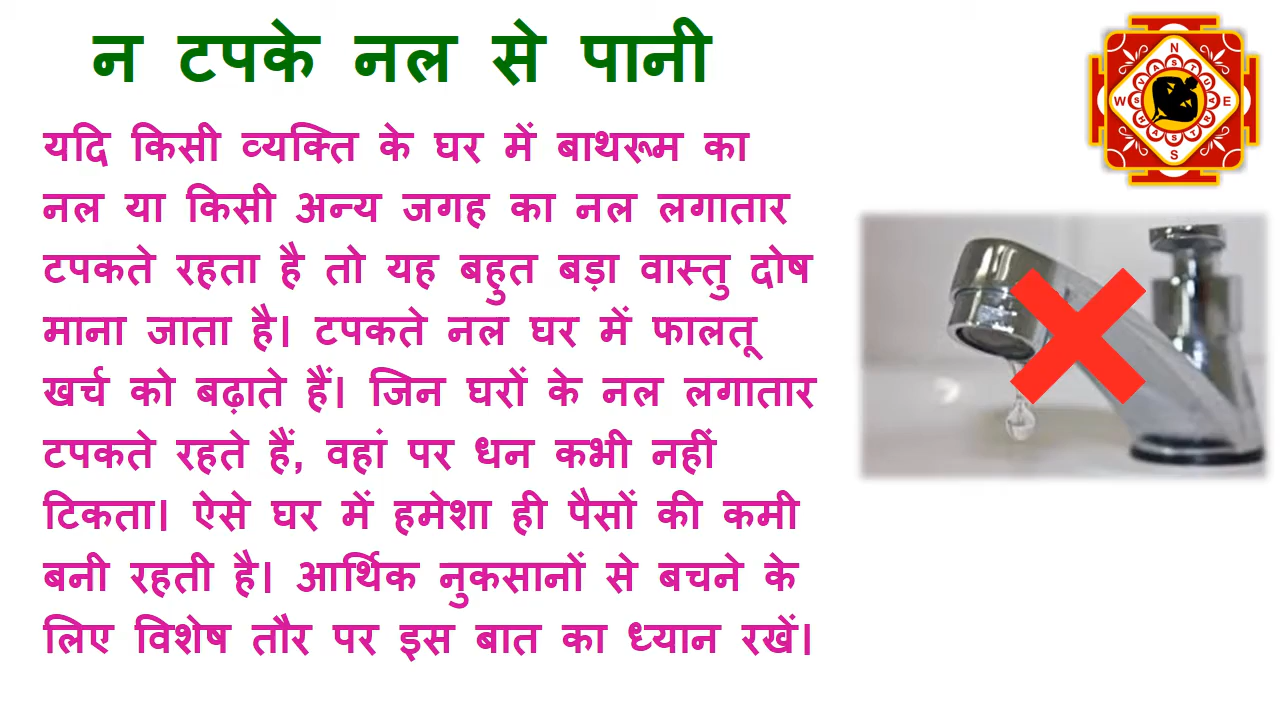 न टपके नल से पानी
यदि किसी व्यक्ति के घर में बाथरूम का
नल या किसी अन्य जगह का नल लगातार
टपकते रहता है तो यह बहुत बड़ा वास्तु दोष
माना जाता है। टपकते नल घर में फालतू
खर्च को बढ़ाते हैं। जिन घरों के नल लगातार
टपकते रहते हैं, वहां पर धन कभी नहीं
टिकता। ऐसे घर में हमेशा ही पैसों की कमी
बनी रहती है। आर्थिक नुकसानों से बचने के
लिए विशेष तौर पर इस बात का ध्यान रखें।
N
VASTU
W
E
SHASTRA
S